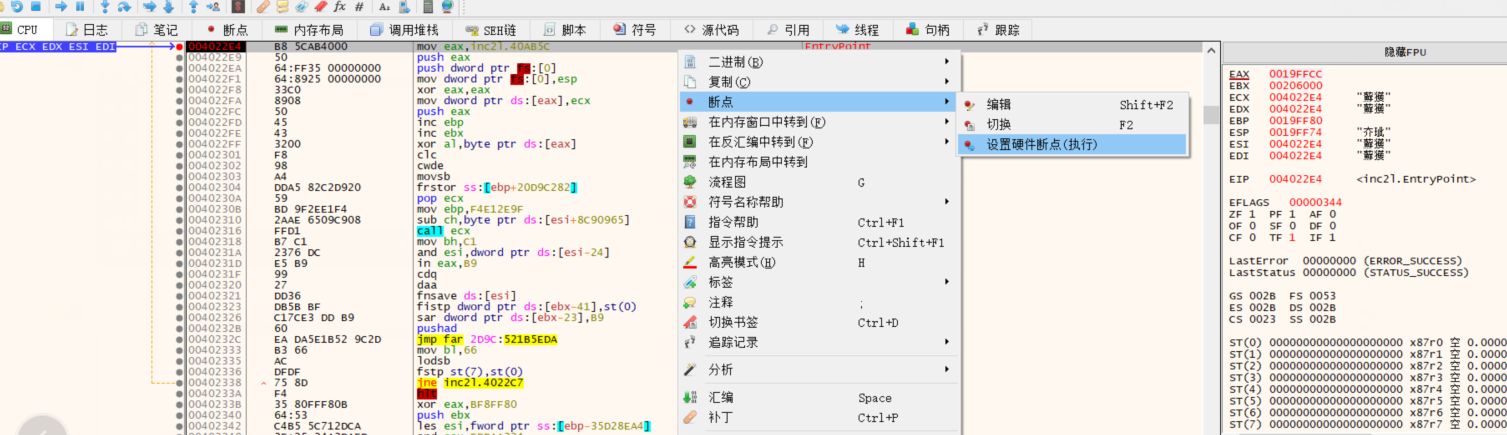 CPU 日志 笔记 断点 内存布局 调用堆栈 SEH链 脚本 符号 源代码 引用 线程 句柄 跟踪
IP ECX EDX ESI EDI
004022E4 B8 5CAB4000 mov eax,inc2l.40AB5C EntryPoint
004022E9 50 push eax
004022EA 64:FF35 00000000 push dword ptr fs:[0]
004022F1 64:8925 00000000 mov dword ptr fs:[0],esp
004022F8 33C0 xor eax,eax
004022FA 8908 mov dword ptr ds:[eax],ecx
004022FC 50 push eax
004022FD 45 inc ebp
004022FE 43 inc ebx
004022FF 3200 xor al,byte ptr ds:[eax]
00402301 F8 clc
00402302 98 cwde
00402303 A4 movsb
00402304 DDA5 82C2D920 frstor ss:[ebp+20D9C282]
0040230A 59 pop ecx
0040230B BD 9F2EE1F4 mov ebp,F4E12E9F
00402310 2AAE 6509C908 sub ch,byte ptr ds:[esi+8C90965]
00402316 FFD1 call ecx
00402318 B7 C1 mov bh,C1
0040231A 2376 DC and esi,dword ptr ds:[esi-24]
0040231D E5 B9 in eax,B9
0040231F 99 cdq
00402320 27 daa
00402321 DD36 fnsave ds:[esi]
00402323 DB5B BF fistp dword ptr ds:[ebx-41],st(0)
00402326 C17CE3 DD B9 sar dword ptr ds:[ebx-23],B9
0040232B 60 pushad
0040232C EA DA5E1B52 9C2D jmp far 2D9C:521B5EDA
00402333 B3 66 mov bl,66
00402335 AC lodsb
00402336 DFDF fstp st(7),st(0)
00402338 75 8D jne inc2l.4022C7
0040233A F4 hlt
0040233B 35 80FFF80B xor eax,BF8FF80
00402340 64:53 push ebx
00402342 C4B5 5C712DCA les esi,fword ptr ss:[ebp-35D28EA4]
二进制(B)
复制(C)
断点
在内存窗口中转到(F)
在反汇编中转到(F)
在内存布局中转到
流程图 G
符号名称帮助
指令帮助 Ctrl+F1
显示指令提示 Ctrl+Shift+F1
高亮模式(H) H
标签
注释 ;
切换书签 Ctrl+D
追踪记录
分析
汇编 Space
补丁 Ctrl+P
编辑 Shift+F2
切换 F2
设置硬件断点(执行)
隐藏FPU
EAX 0019FFCC
EBX 00206000
ECX 004022E4
EDX 004022E4
EBP 0019FF80
ESP 0019FF74
ESI 004022E4
EDI 004022E4
EIP 004022E4 <inc2l.EntryPoint>
EFLAGS 00000344
ZF 1 PF 1 AF 0
OF 0 SF 0 DF 0
CF 0 TF 1 IF 1
LastError 00000000 (ERROR_SUCCESS)
LastStatus 00000000 (STATUS_SUCCESS)
GS 002B FS 0053
ES 002B DS 002B
CS 0023 SS 002B
ST(0) 00000000000000000000 x87r0 空 0.0000
ST(1) 00000000000000000000 x87r1 空 0.0000
ST(2) 00000000000000000000 x87r2 空 0.0000
ST(3) 00000000000000000000 x87r3 空 0.0000
ST(4) 00000000000000000000 x87r4 空 0.0000
ST(5) 00000000000000000000 x87r5 空 0.0000
ST(6) 00000000000000000000 x87r6 空 0.0000
ST(7) 00000000000000000000 x87r7 空 0.0000